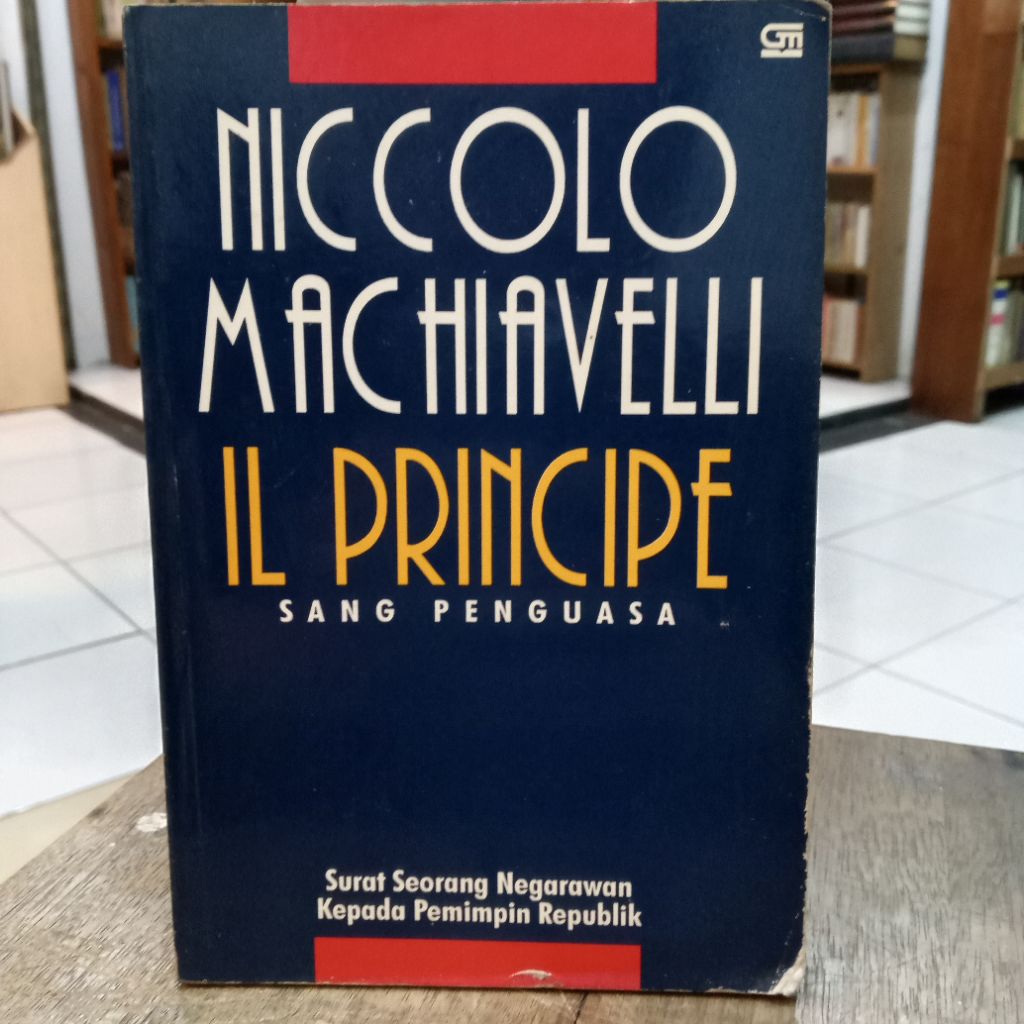 GM
NICCOLO
MACHIAVELLI
IL PRINCIPE
SANG PENGUASA
Surat Seorang Negarawan
Kepada Pemimpin Republik